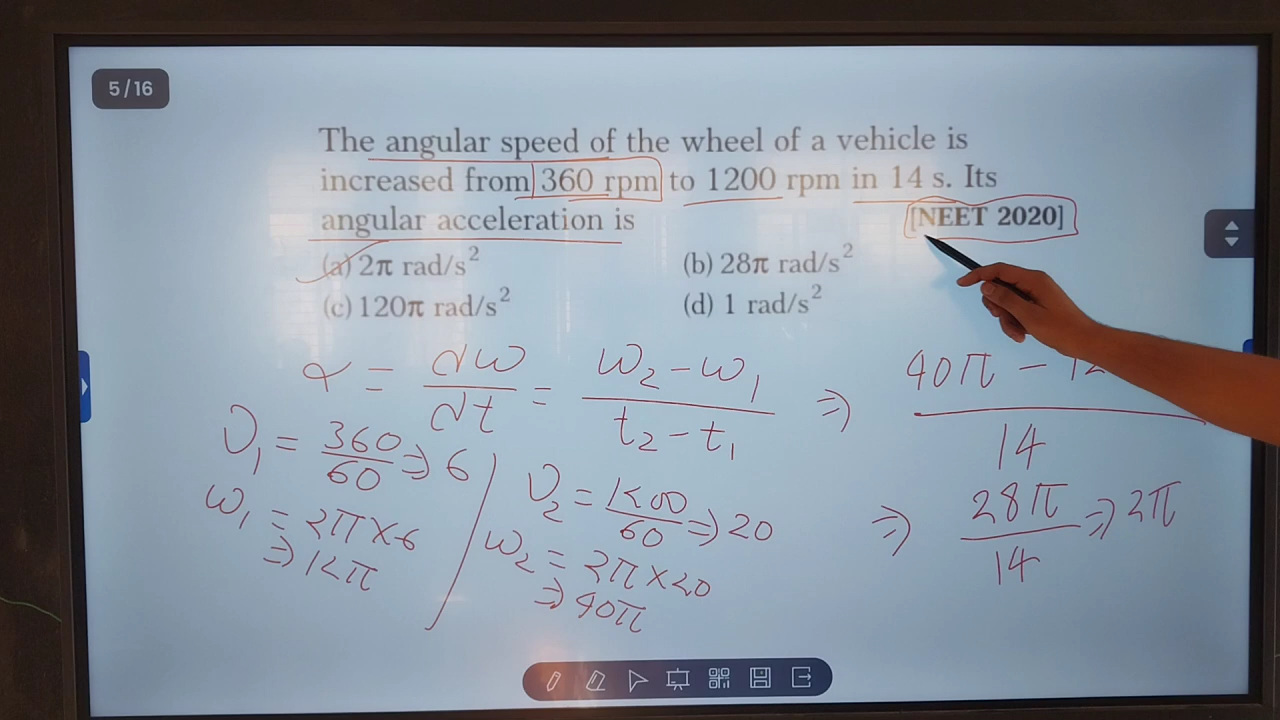 5/16
The angular speed of the wheel of a vehicle is
increased from 360 rpm to 1200 rpm in 14 s. Its
angular acceleration is [NEET 2020]
(a) 2π rad/s² (b) 28π rad/s²
(c) 120π rad/s² (d) 1 rad/s²
α = dω/dt = ω₂-ω₁/t₂-t₁ ⇒ 40π - 12/14
υ₁ = 360/60 ⇒ 6
ω₁ = 2π×6
⇒ 12π
υ₂ = 1200/60 ⇒ 20
ω₂ = 2π×20
⇒ 40π
⇒ 28π/14 ⇒ 2π